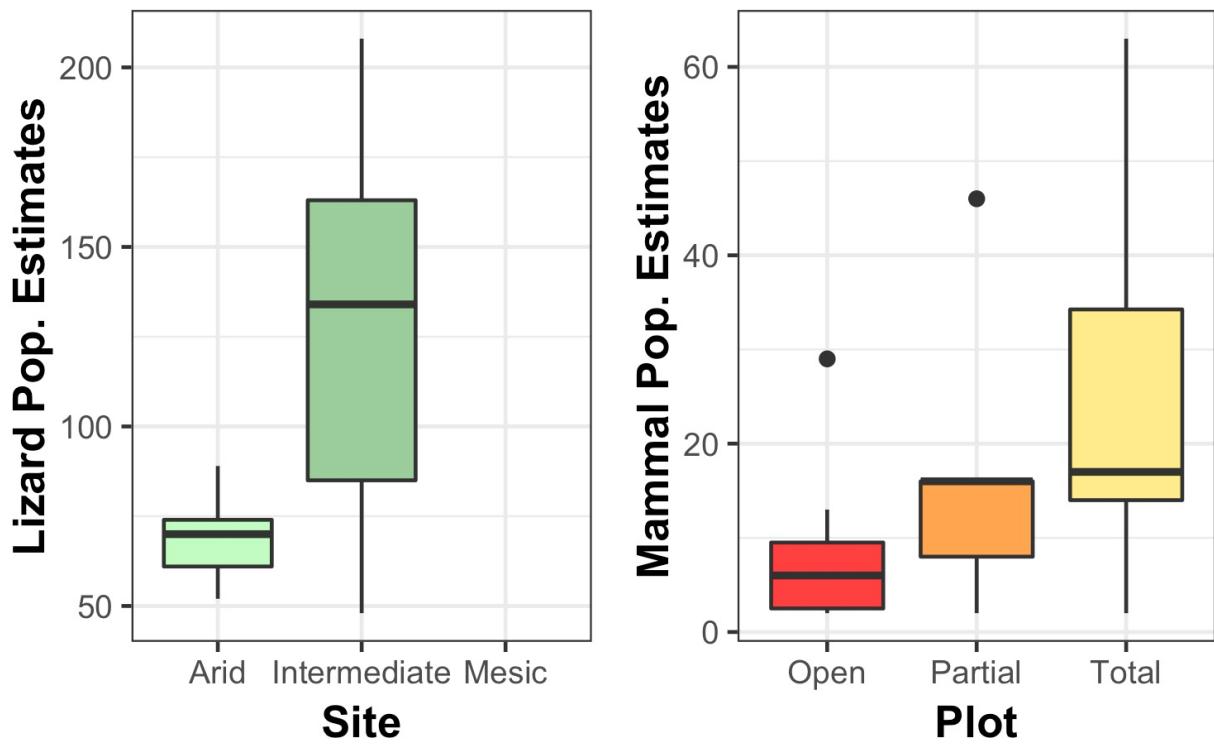 Lizard Pop. Estimates
200
150
100
50
Arid Intermediate Mesic
Site
Mammal Pop. Estimates
60
40
20
0
Open Partial Total
Plot